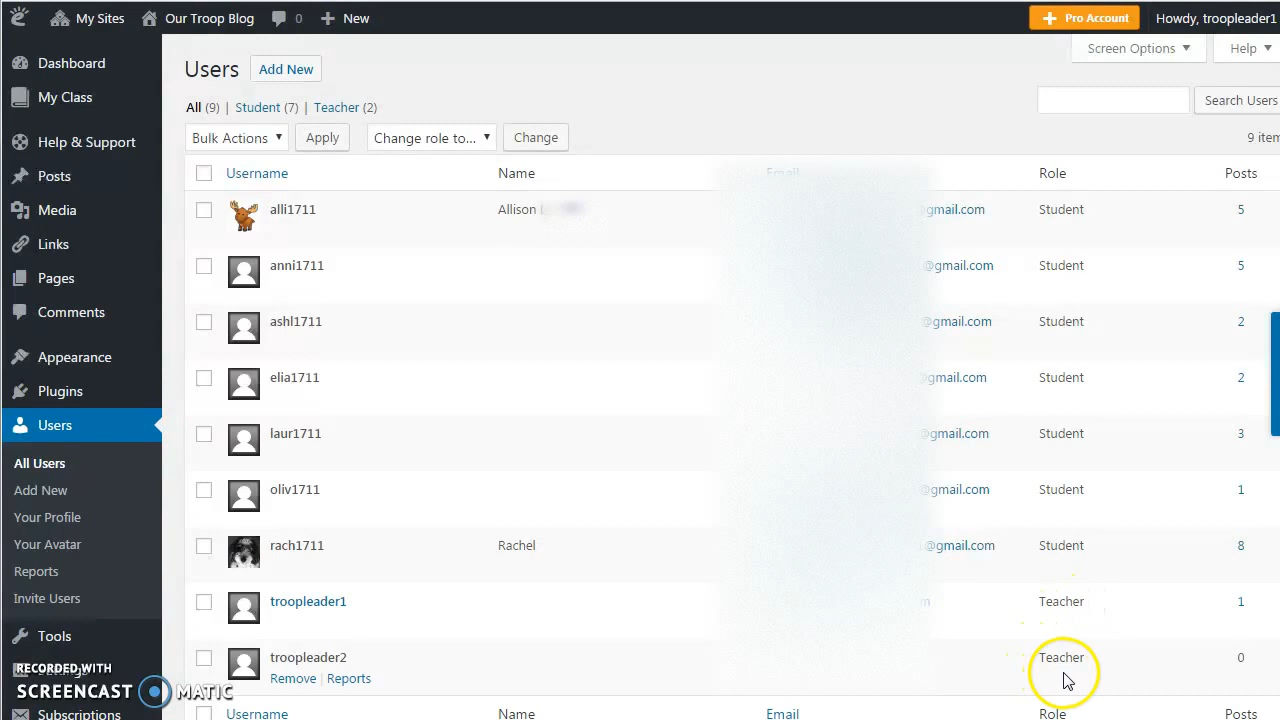 My Sites Our Troop Blog 0 New Pro Account Howdy, troopleader1
Screen Options Help
Dashboard
My Class
Help & Support
Posts
Media
Links
Pages
Comments
Appearance
Plugins
Users
All Users
Add New
Your Profile
Your Avatar
Reports
Invite Users
Tools
Subscriptions
Users Add New
All (9) | Student (7) | Teacher (2)
Search Users
Bulk Actions Apply Change role to... Change
9 item
Username Name Email Role Posts
alli1711 Allison @gmail.com Student 5
anni1711 @gmail.com Student 5
ashl1711 @gmail.com Student 2
elia1711 @gmail.com Student 2
laur1711 @gmail.com Student 3
oliv1711 @gmail.com Student 1
rach1711 Rachel @gmail.com Student 8
troopleader1 Teacher 1
troopleader2 Teacher 0
Remove | Reports
Username Name Email Role Posts
RECORDED WITH
SCREENCAST MATIC